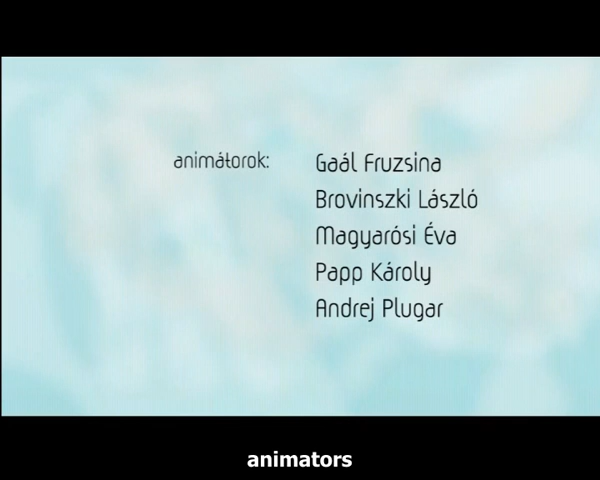 animátorok:
Gaál Fruzsina
Brovinszki László
Magyarósi Éva
Papp Károly
Andrej Plugar
animators